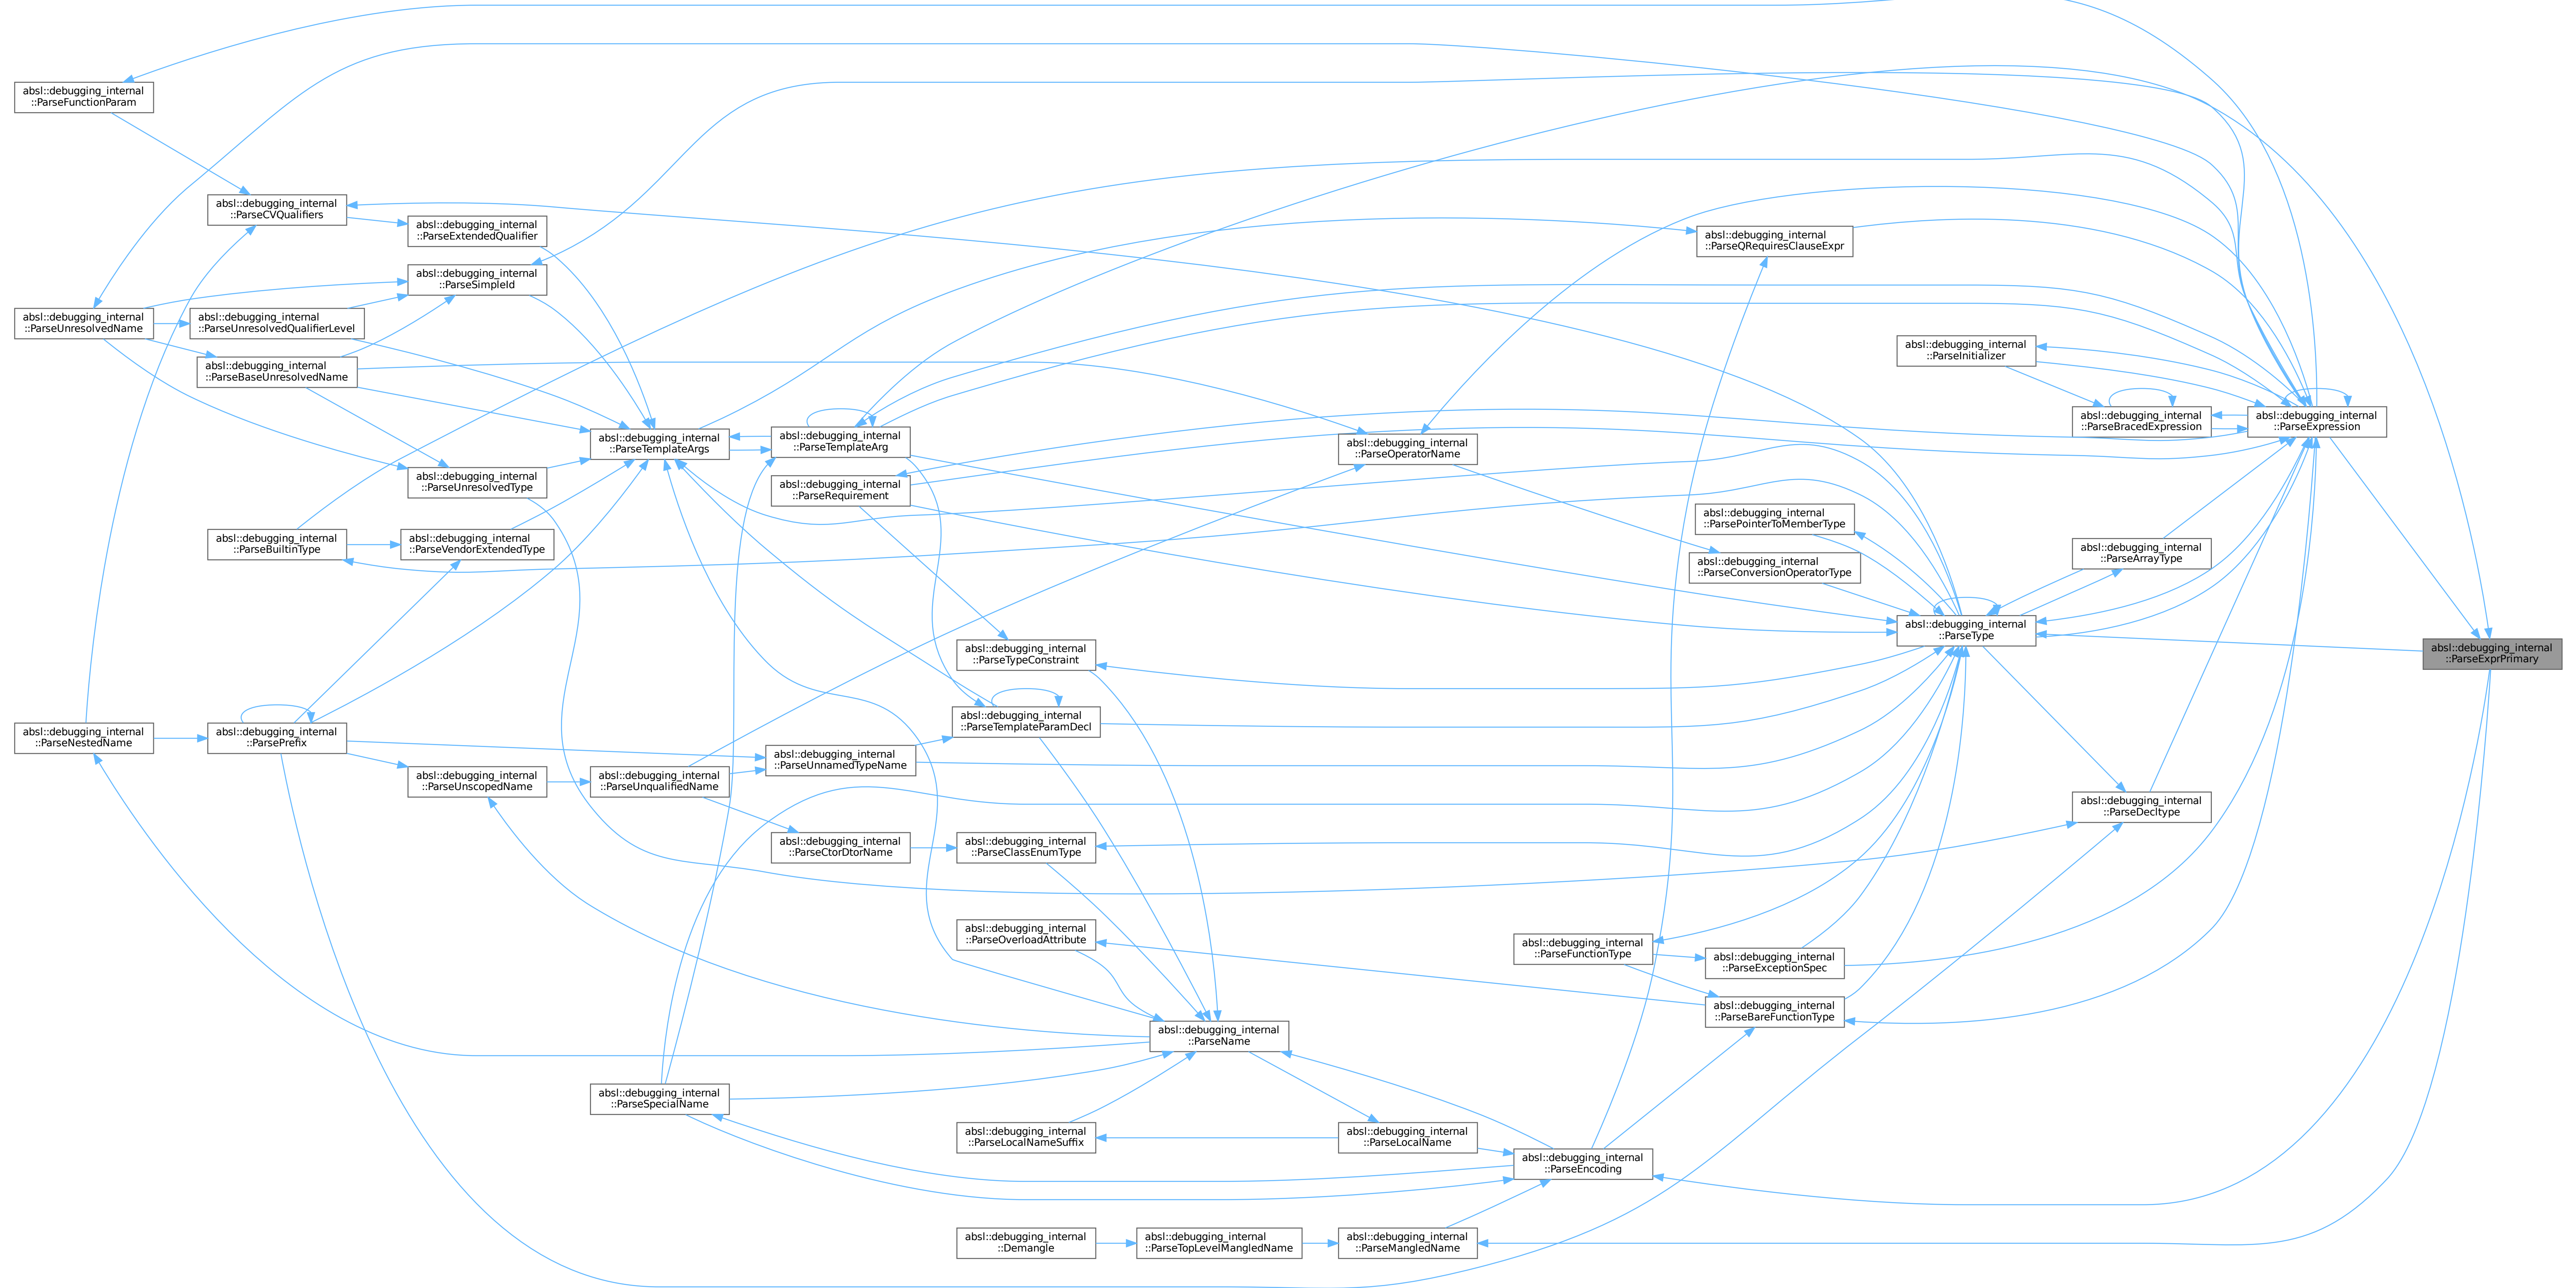 absl::debugging_internal
::ParseFunctionParam
absl::debugging_internal
::ParseCVQualifiers
absl::debugging_internal
::ParseExtendedQualifier
absl::debugging_internal
::ParseQRequiresClauseExpr
absl::debugging_internal
::ParseSimpleId
absl::debugging_internal
::ParseUnresolvedName
absl::debugging_internal
::ParseUnresolvedQualifierLevel
absl::debugging_internal
::ParseInitializer
absl::debugging_internal
::ParseBaseUnresolvedName
absl::debugging_internal
::ParseBracedExpression
absl::debugging_internal
::ParseExpression
absl::debugging_internal
::ParseTemplateArgs
absl::debugging_internal
::ParseTemplateArg
absl::debugging_internal
::ParseOperatorName
absl::debugging_internal
::ParseUnresolvedType
absl::debugging_internal
::ParseRequirement
absl::debugging_internal
::ParsePointerToMemberType
absl::debugging_internal
::ParseBuiltinType
absl::debugging_internal
::ParseVendorExtendedType
absl::debugging_internal
::ParseConversionOperatorType
absl::debugging_internal
::ParseArrayType
absl::debugging_internal
::ParseType
absl::debugging_internal
::ParseTypeConstraint
absl::debugging_internal
::ParseExprPrimary
absl::debugging_internal
::ParseTemplateParamDecl
absl::debugging_internal
::ParseNestedName
absl::debugging_internal
::ParsePrefix
absl::debugging_internal
::ParseUnnamedTypeName
absl::debugging_internal
::ParseUnscopedName
absl::debugging_internal
::ParseUnqualifiedName
absl::debugging_internal
::ParseDecltype
absl::debugging_internal
::ParseCtorDtorName
absl::debugging_internal
::ParseClassEnumType
absl::debugging_internal
::ParseOverloadAttribute
absl::debugging_internal
::ParseFunctionType
absl::debugging_internal
::ParseExceptionSpec
absl::debugging_internal
::ParseBareFunctionType
absl::debugging_internal
::ParseName
absl::debugging_internal
::ParseSpecialName
absl::debugging_internal
::ParseLocalNameSuffix
absl::debugging_internal
::ParseLocalName
absl::debugging_internal
::ParseEncoding
absl::debugging_internal
::Demangle
absl::debugging_internal
::ParseTopLevelMangledName
absl::debugging_internal
::ParseMangledName